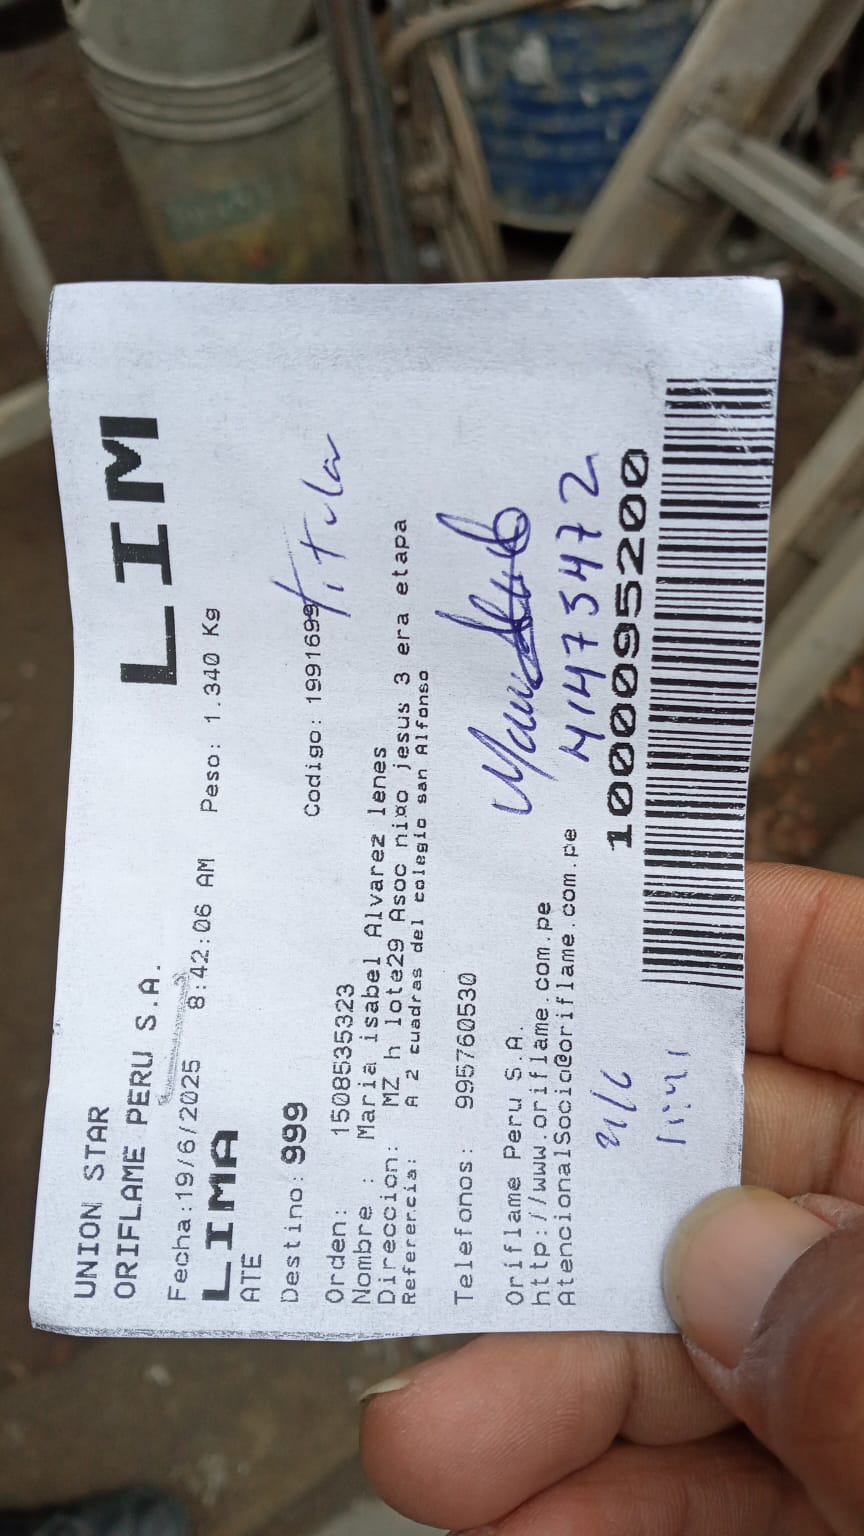 UNION STAR
ORIFLAME PERU S.A.
LIM
Fecha:19/6/2025 8:42:06 AM Peso: 1.340 Kg
LIMA
ATE
Destino: 999
Codigo: 1991699
Titular
Orden: 1508535323
Nombre : Maria isabel Alvarez lenes
Direccion: MZ h lote29 Asoc niño jesus 3 era etapa
Referencia: A 2 cuadras del colegio san Alfonso
Telefonos: 995760530
Oriflame Peru S.A.
http://www.oriflame.com.pe
AtencionalSocio@oriflame.com.pe
41473472
21/6
1000095200